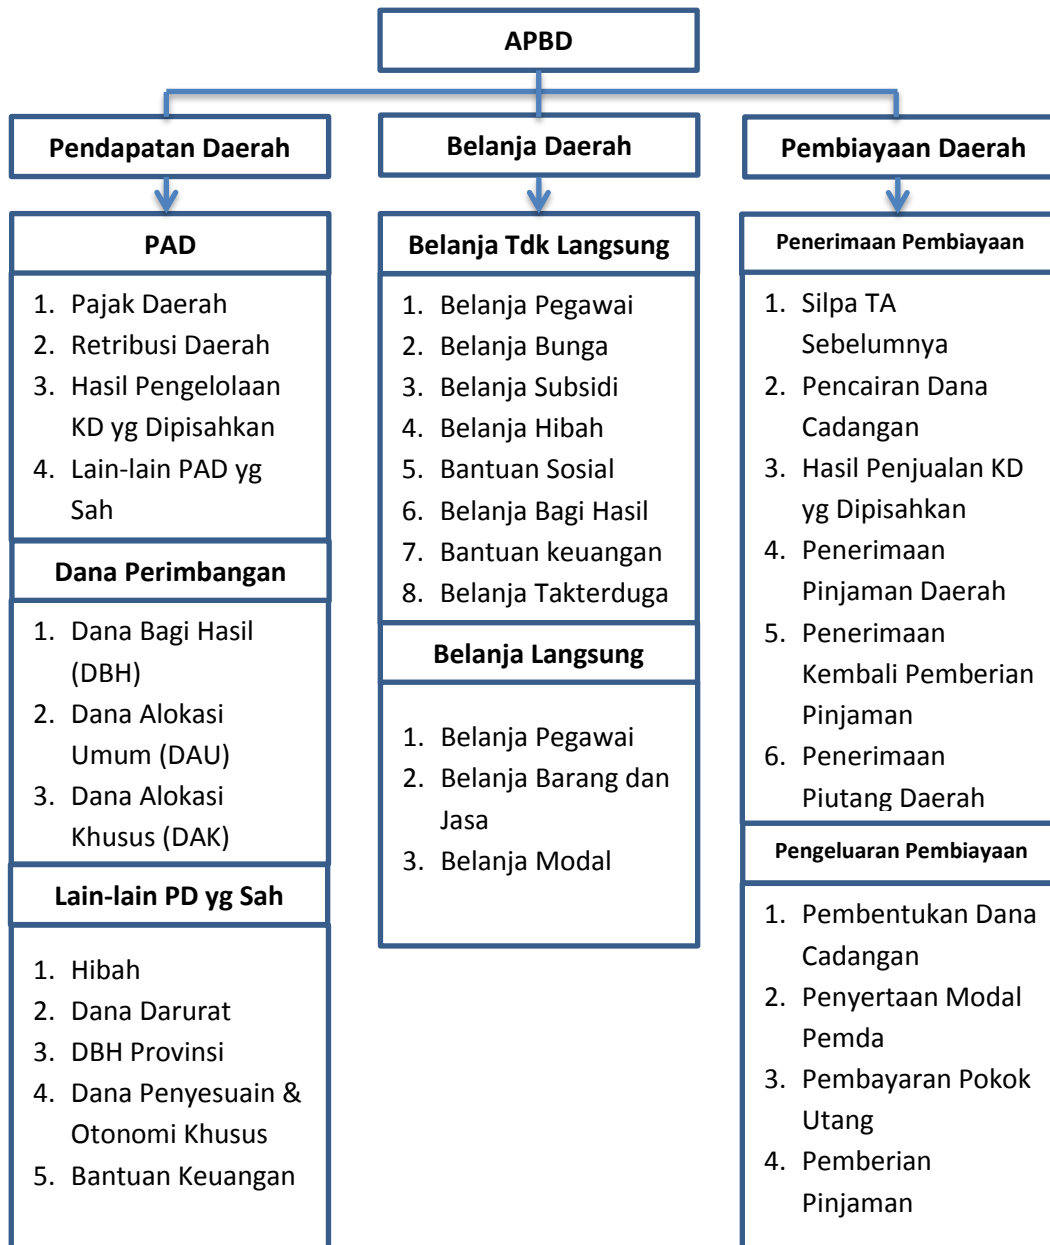 APBD
Pendapatan Daerah
PAD
1. Pajak Daerah
2. Retribusi Daerah
3. Hasil Pengelolaan
KD yg Dipisahkan
4. Lain-lain PAD yg
Sah
Dana Perimbangan
1. Dana Bagi Hasil
(DBH)
2. Dana Alokasi
Umum (DAU)
3. Dana Alokasi
Khusus (DAK)
Lain-lain PD yg Sah
1. Hibah
2. Dana Darurat
3. DBH Provinsi
4. Dana Penyesuain &
Otonomi Khusus
5. Bantuan Keuangan
Belanja Daerah
Belanja Tdk Langsung
1. Belanja Pegawai
2. Belanja Bunga
3. Belanja Subsidi
4. Belanja Hibah
5. Bantuan Sosial
6. Belanja Bagi Hasil
7. Bantuan keuangan
8. Belanja Takterduga
Belanja Langsung
1. Belanja Pegawai
2. Belanja Barang dan
Jasa
3. Belanja Modal
Pembiayaan Daerah
Penerimaan Pembiayaan
1. Silpa TA
Sebelumnya
2. Pencairan Dana
Cadangan
3. Hasil Penjualan KD
yg Dipisahkan
4. Penerimaan
Pinjaman Daerah
5. Penerimaan
Kembali Pemberian
Pinjaman
6. Penerimaan
Piutang Daerah
Pengeluaran Pembiayaan
1. Pembentukan Dana
Cadangan
2. Penyertaan Modal
Pemda
3. Pembayaran Pokok
Utang
4. Pemberian
Pinjaman